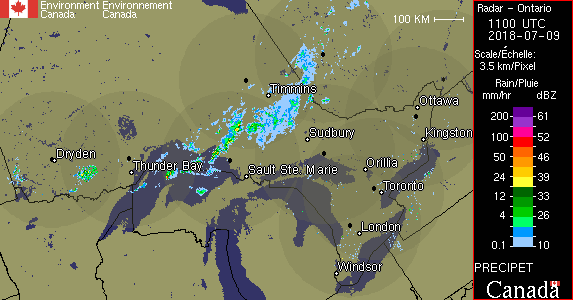 Environment Environnement
Canada Canada
100 KM
Timmins
Ottawa
Sudbury
Kingston
Dryden
Thunder Bay
Sault Ste. Marie
Orillia
Toronto
London
Windsor
Radar - Ontario
1100 UTC
2018-07-09
Scale/Échelle:
3.5 km/Pixel
Rain/Pluie
mm/hr dBZ
200 61
100 52
50 46
24 39
12 33
4 26
0.1 10
PRECIPET
Canada